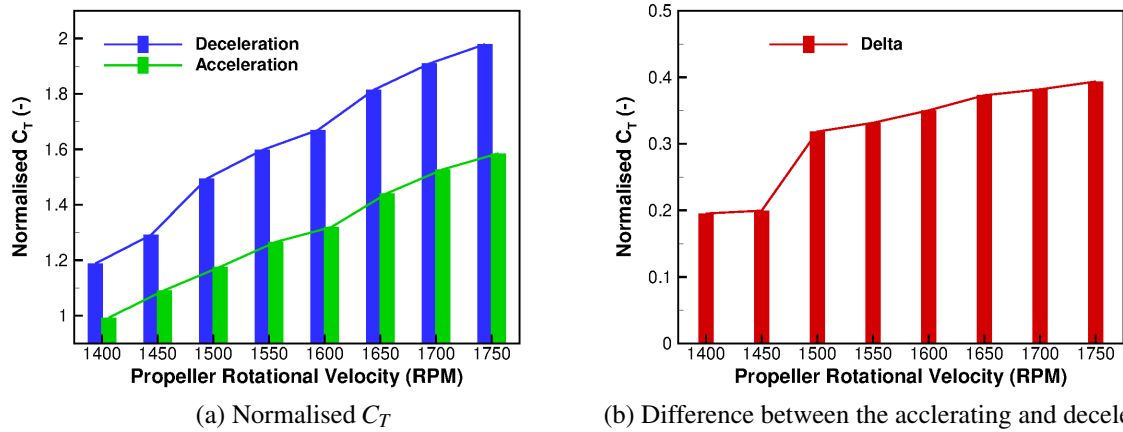 Deceleration
Acceleration
Normalised C_T (-)
2
1.8
1.6
1.4
1.2
1
1400 1450 1500 1550 1600 1650 1700 1750
Propeller Rotational Velocity (RPM)
(a) Normalised C_T
Delta
Normalised C_T (-)
0.5
0.4
0.3
0.2
0.1
0
1400 1450 1500 1550 1600 1650 1700 1750
Propeller Rotational Velocity (RPM)
(b) Difference between the acclerating and decele